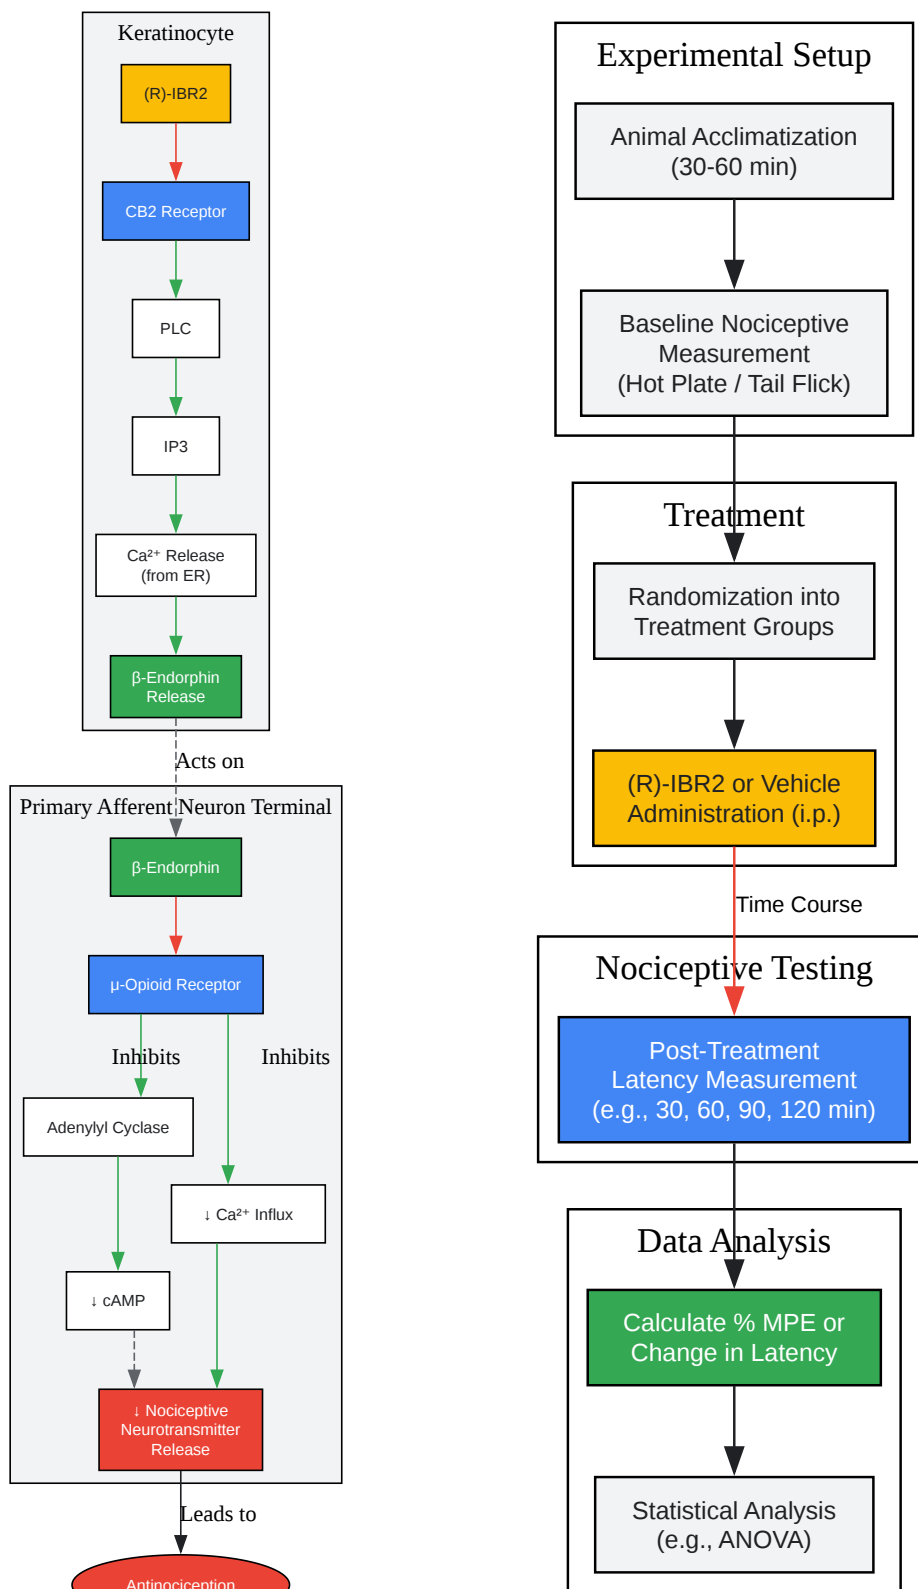 Keratinocyte
(R)-IBR2
CB2 Receptor
PLC
IP3
Ca²⁺ Release
(from ER)
β-Endorphin
Release
Acts on
Primary Afferent Neuron Terminal
β-Endorphin
μ-Opioid Receptor
Inhibits
Inhibits
Adenylyl Cyclase
↓ Ca²⁺ Influx
↓ cAMP
↓ Nociceptive
Neurotransmitter
Release
Leads to
Antinociception
Experimental Setup
Animal Acclimatization
(30-60 min)
Baseline Nociceptive
Measurement
(Hot Plate / Tail Flick)
Treatment
Randomization into
Treatment Groups
(R)-IBR2 or Vehicle
Administration (i.p.)
Time Course
Nociceptive Testing
Post-Treatment
Latency Measurement
(e.g., 30, 60, 90, 120 min)
Data Analysis
Calculate % MPE or
Change in Latency
Statistical Analysis
(e.g., ANOVA)